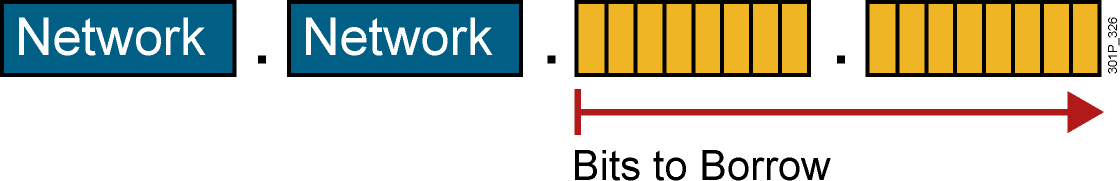 Network . Network . .
Bits to Borrow
301P_326